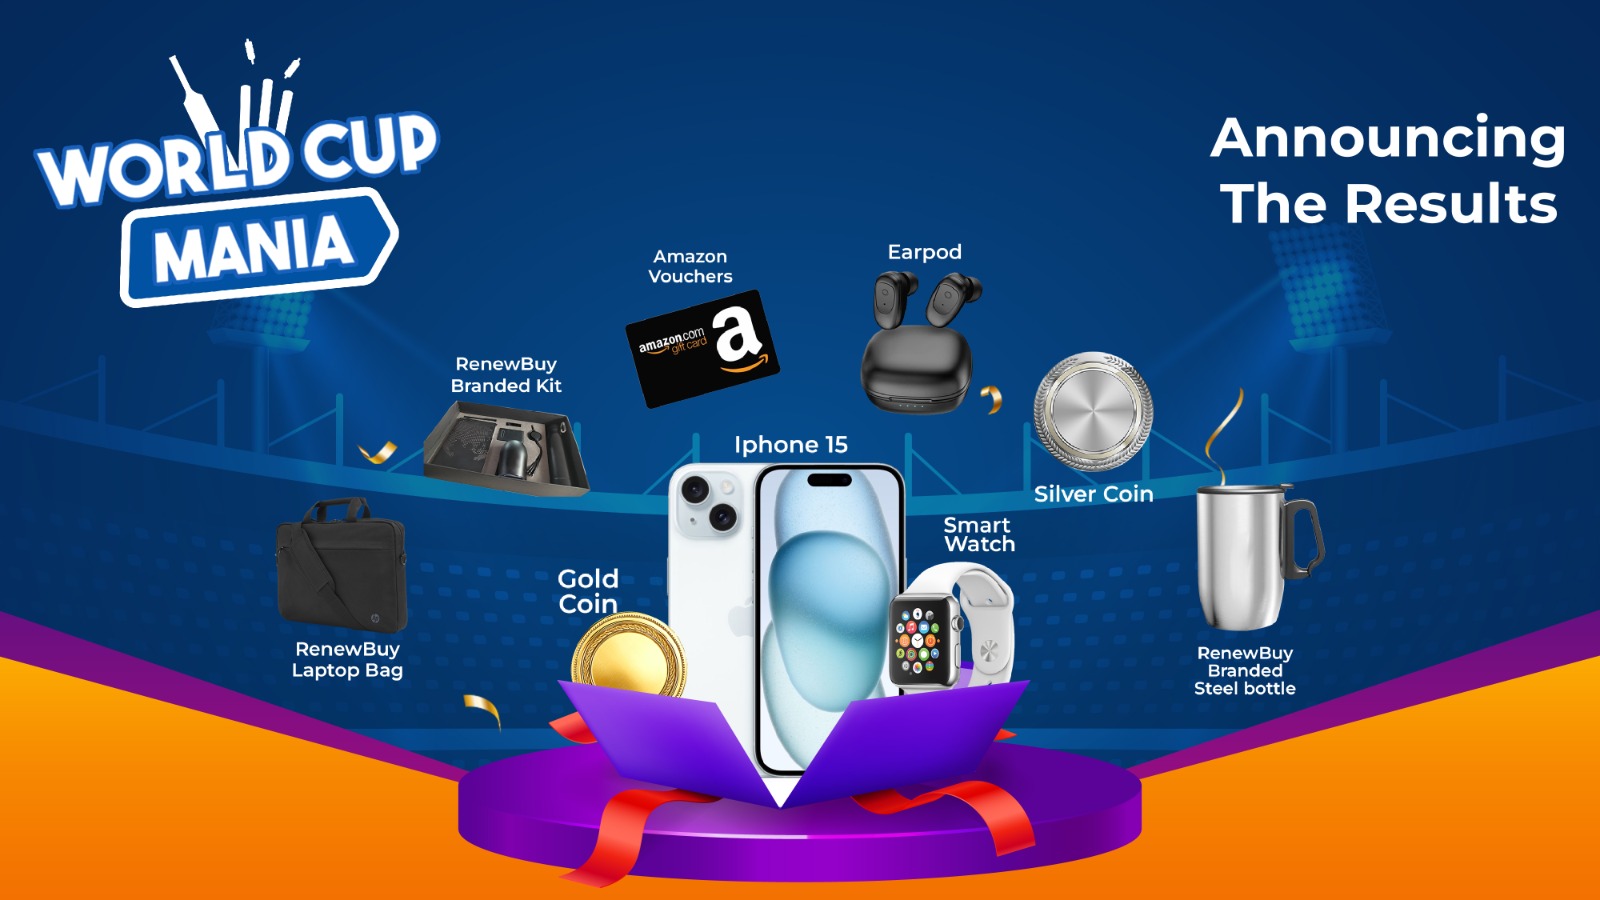 WORLD CUP
MANIA
Announcing
The Results
Amazon
Vouchers
amazon.com
gift card
a
Earpod
RenewBuy
Branded Kit
Iphone 15
Silver Coin
Smart
Watch
Gold
Coin
RenewBuy
Laptop Bag
hp
RenewBuy
Branded
Steel bottle